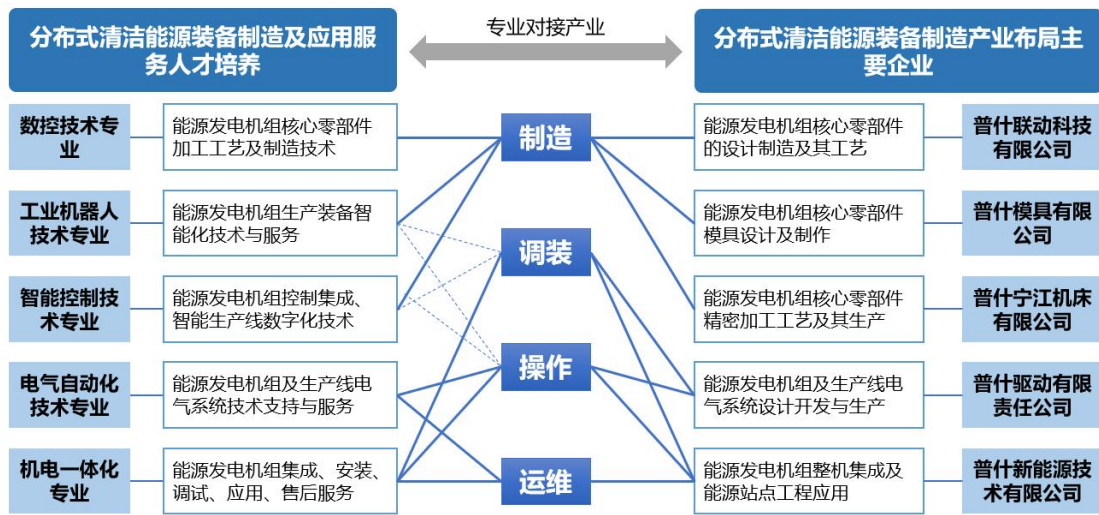 分布式清洁能源装备制造及应用服
务人才培养
专业对接产业
分布式清洁能源装备制造产业布局主
要企业
数控技术专
业
能源发电机组核心零部件
加工工艺及制造技术
制造
能源发电机组核心零部件
的设计制造及其工艺
普什联动科技
有限公司
工业机器人
技术专业
能源发电机组生产装备智
能化技术与服务
调装
能源发电机组核心零部件
模具设计及制作
普什模具有限
公司
智能控制技
术专业
能源发电机组控制集成、
智能生产线数字化技术
能源发电机组核心零部件
精密加工工艺及其生产
普什宁江机床
有限公司
操作
电气自动化
技术专业
能源发电机组及生产线电
气系统技术支持与服务
能源发电机组及生产线电
气系统设计开发与生产
普什驱动有限
责任公司
机电一体化
专业
能源发电机组集成、安装、
调试、应用、售后服务
运维
能源发电机组整机集成及
能源站点工程应用
普什新能源技
术有限公司